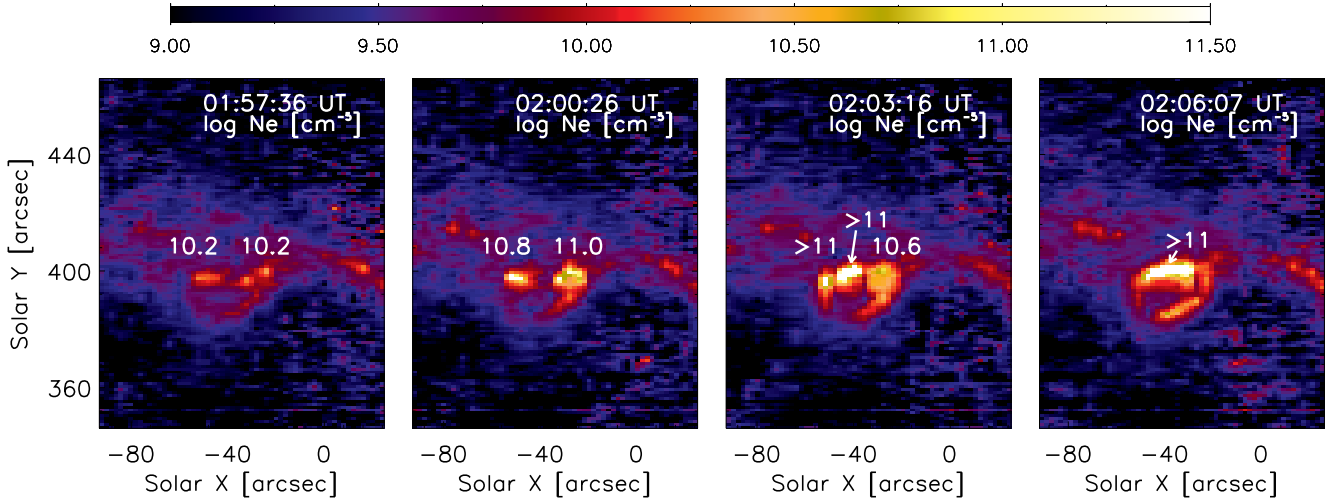 9.00 9.50 10.00 10.50 11.00 11.50
01:57:36 UT
log Ne [cm⁻³]
02:00:26 UT
log Ne [cm⁻³]
02:03:16 UT
log Ne [cm⁻³]
02:06:07 UT
log Ne [cm⁻³]
10.2 10.2
10.8 11.0
>11
>11 10.6
>11
Solar Y [arcsec]
440
400
360
−80 −40 0
−80 −40 0
−80 −40 0
−80 −40 0
Solar X [arcsec]
Solar X [arcsec]
Solar X [arcsec]
Solar X [arcsec]